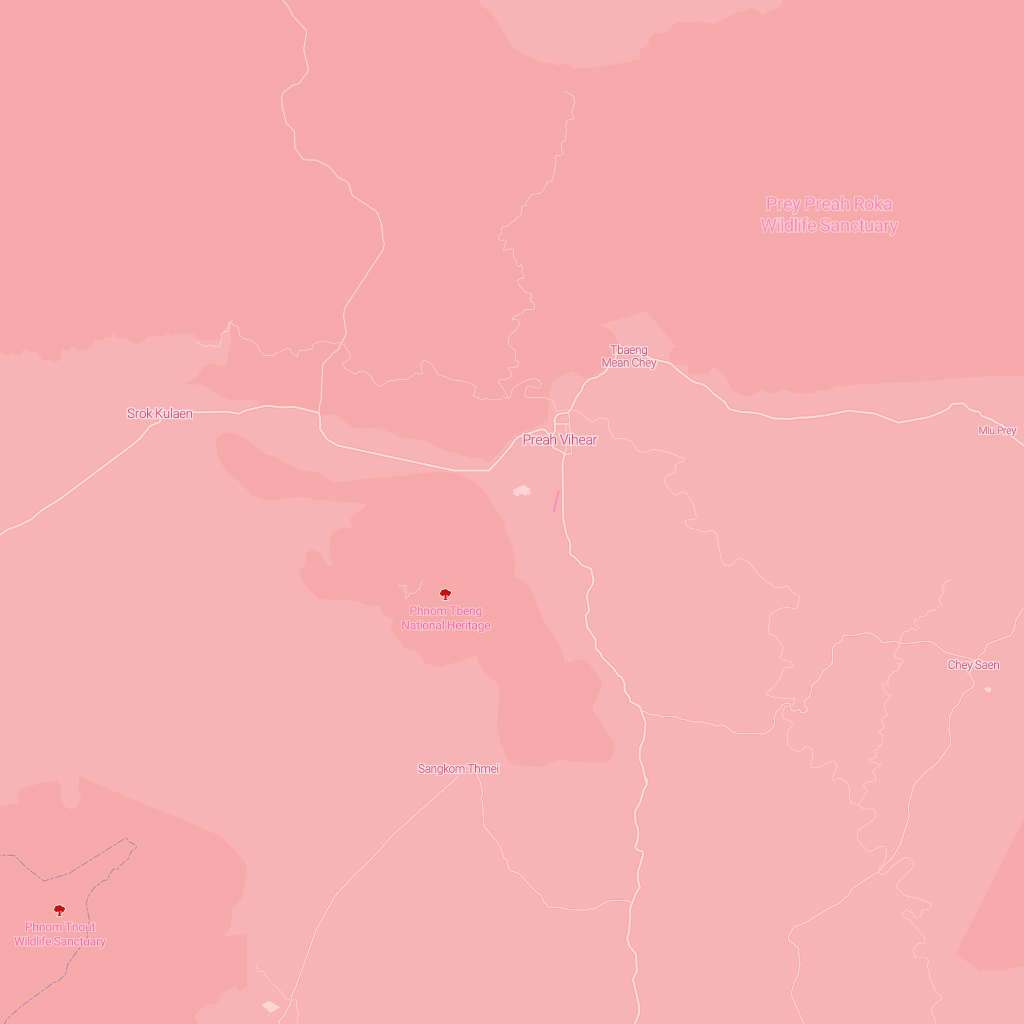 Prey Preah Roka
Wildlife Sanctuary
Tbaeng
Mean Chey
Srok Kulaen
Mlu Prey
Preah Vihear
Phnom Tbeng
National Heritage
Chey Saen
Sangkom Thmei
Phnom Tnout
Wildlife Sanctuary